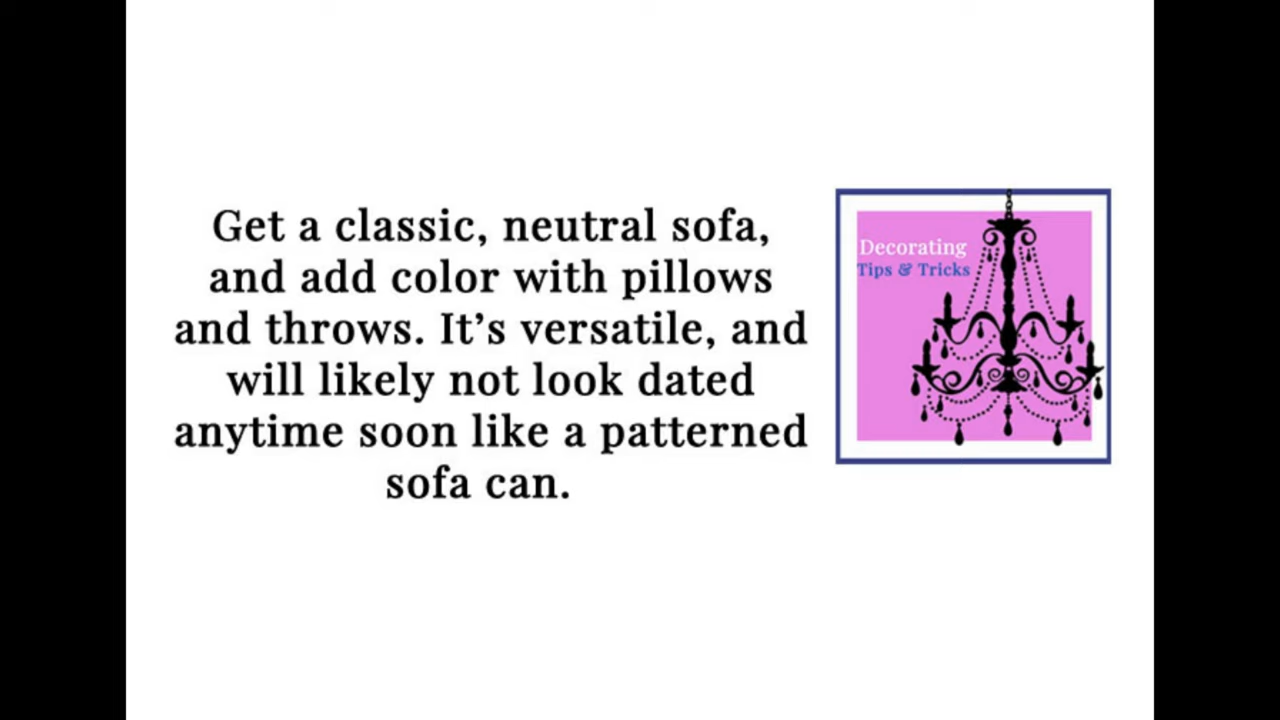 Get a classic, neutral sofa,
and add color with pillows
and throws. It’s versatile, and
will likely not look dated
anytime soon like a patterned
sofa can.
Decorating
Tips & Tricks